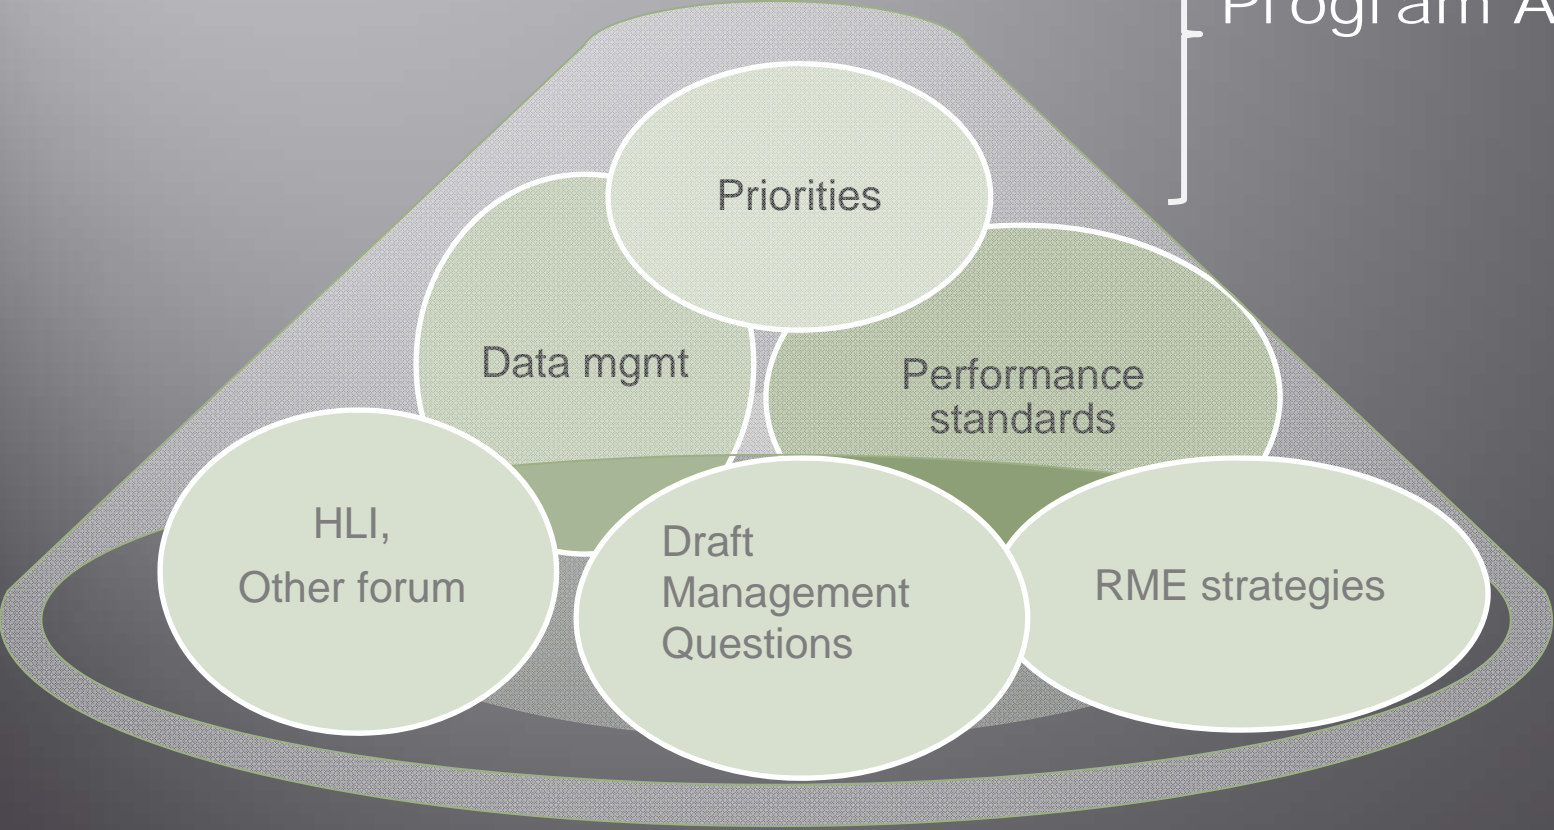 Program A
Priorities
Data mgmt
Performance
standards
HLI,
Other forum
Draft
Management
Questions
RME strategies